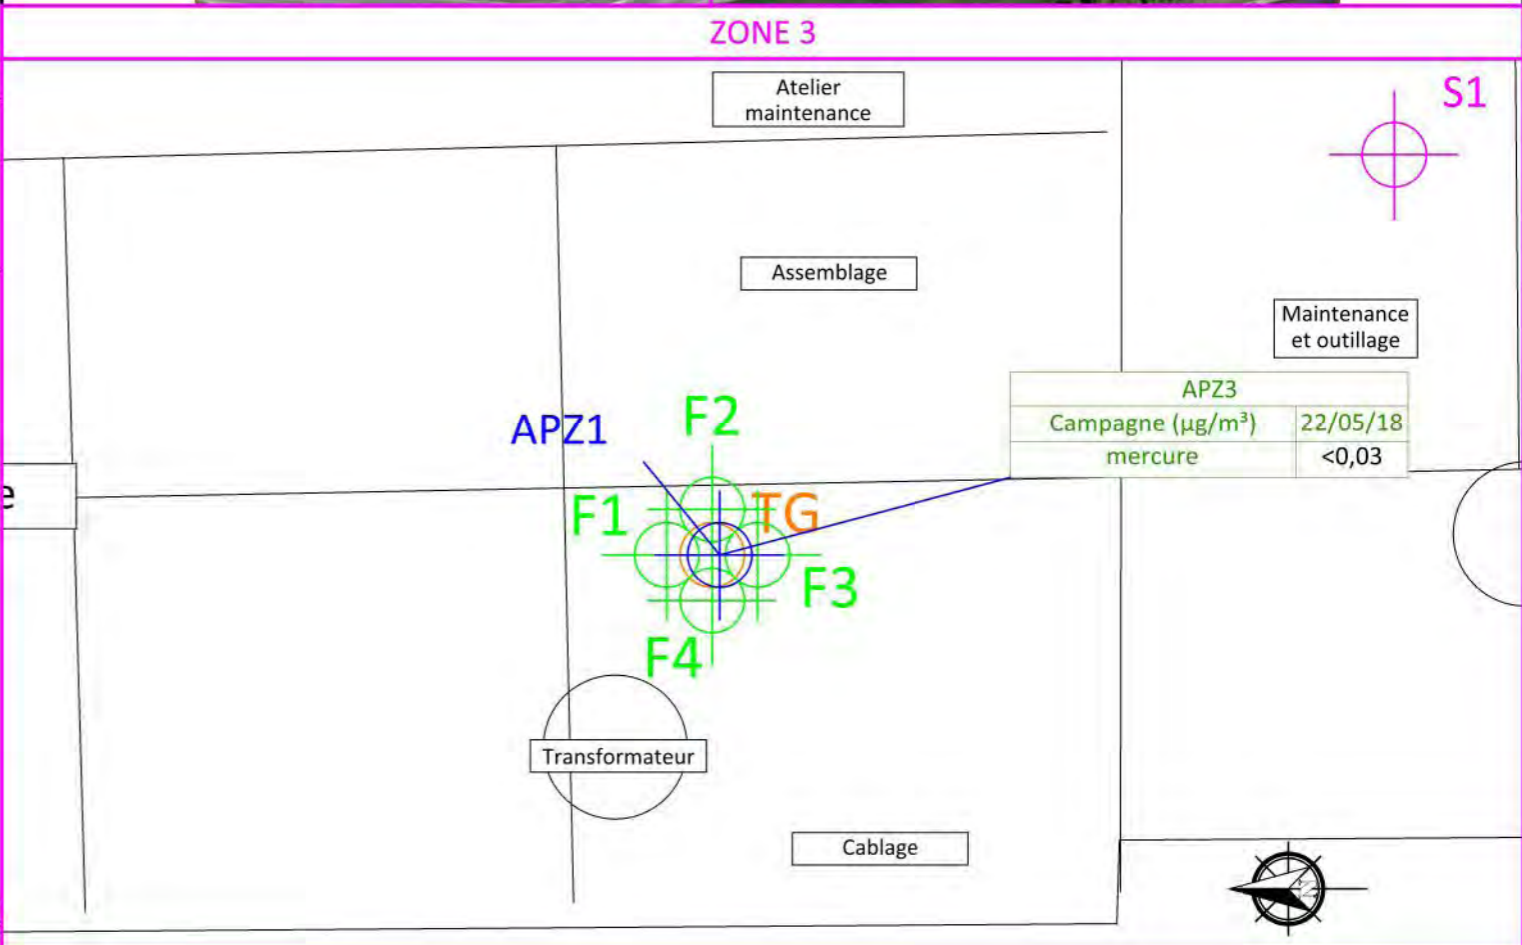 ZONE 3
Atelier
maintenance
S1
Assemblage
Maintenance
et outillage
APZ3
Campagne (µg/m³) 22/05/18
mercure <0,03
F2
APZ1
e
F1
TG
F3
F4
Transformateur
Cablage